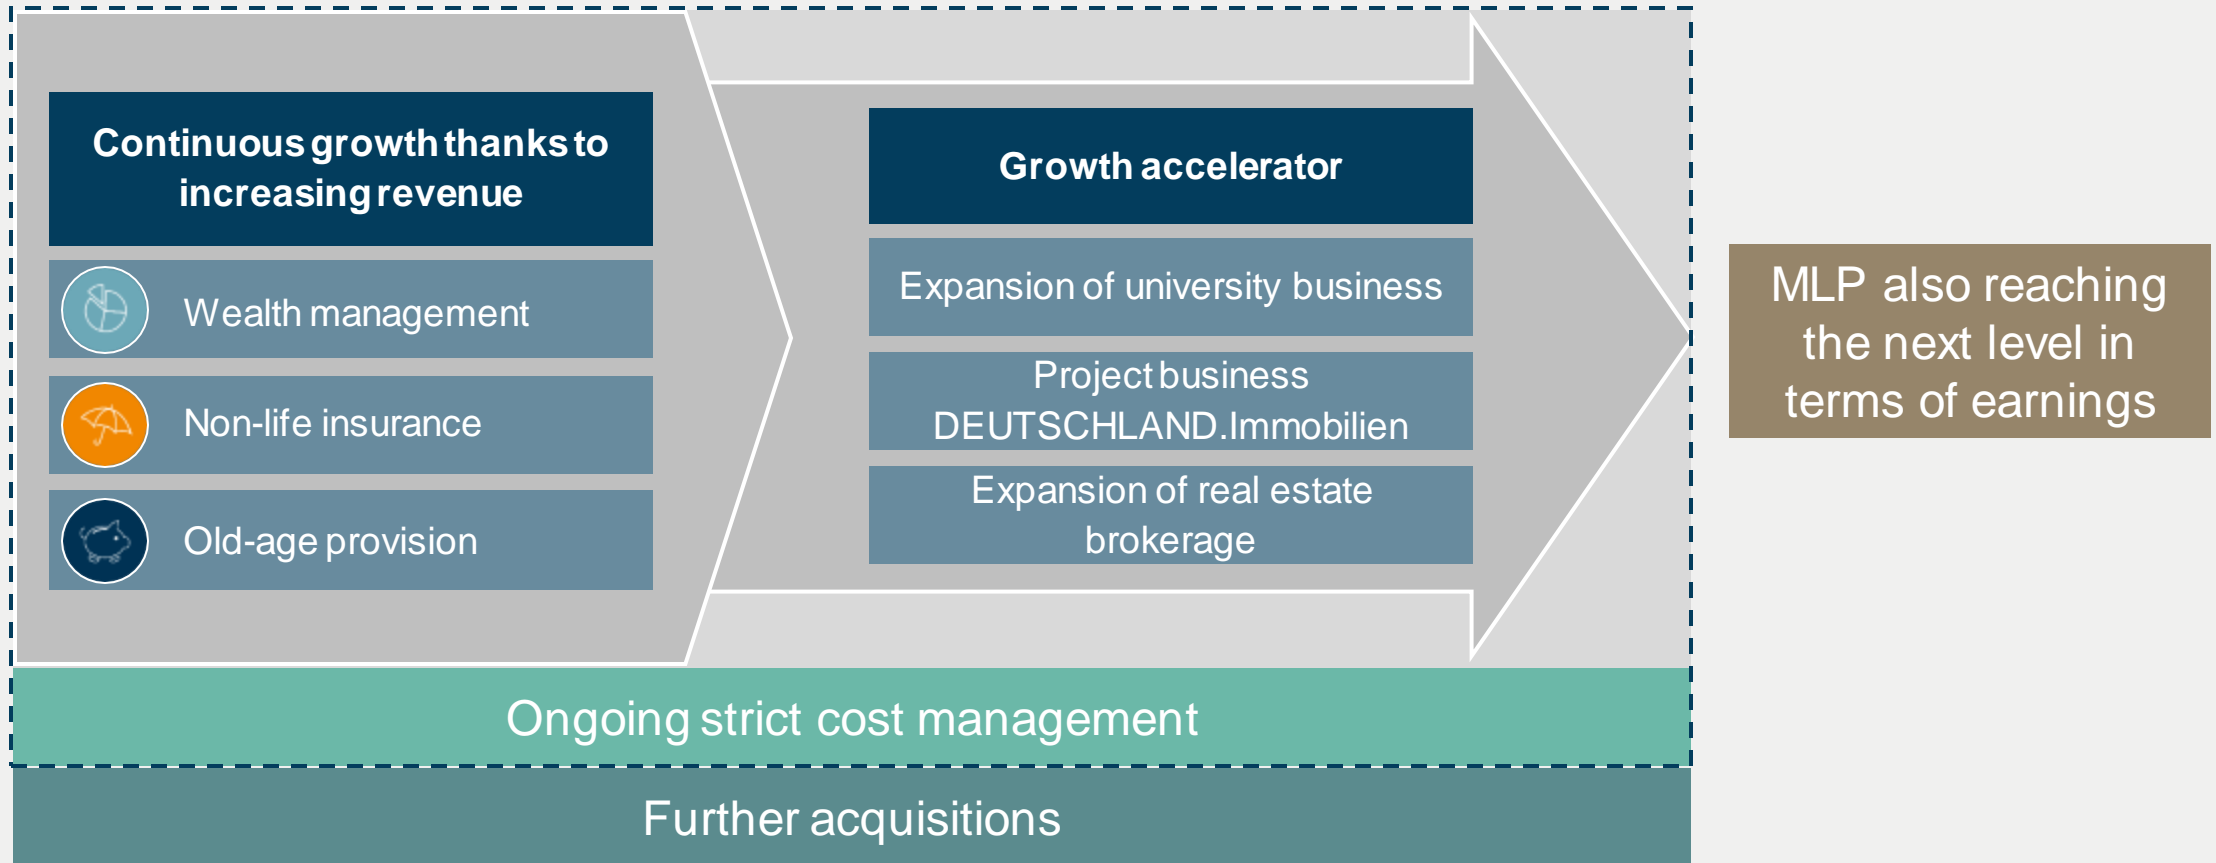 Continuous growth thanks to
increasing revenue
Wealth management
Non-life insurance
Old-age provision
Growth accelerator
Expansion of university business
Project business
DEUTSCHLAND.Immobilien
Expansion of real estate
brokerage
MLP also reaching
the next level in
terms of earnings
Ongoing strict cost management
Further acquisitions